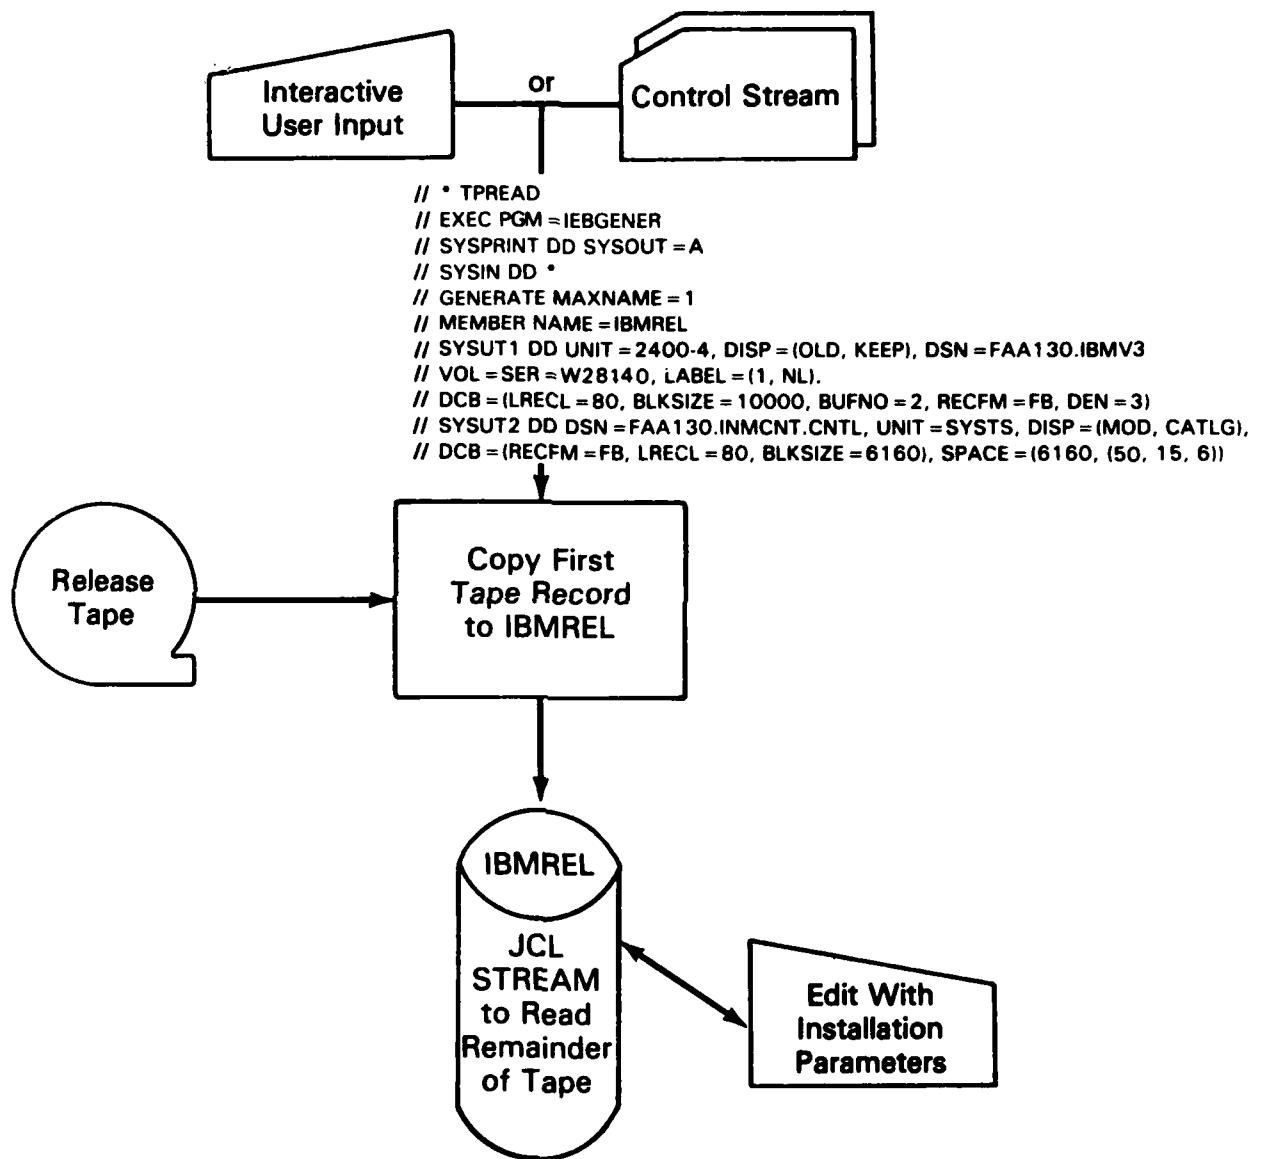 Interactive
User Input
or
Control Stream
// * TPREAD
// EXEC PGM = IEBGENER
// SYSPRINT DD SYSOUT = A
// SYSIN DD *
// GENERATE MAXNAME = 1
// MEMBER NAME = IBMREL
// SYSUT1 DD UNIT = 2400-4, DISP = (OLD, KEEP), DSN = FAA130.IBMV3
// VOL = SER = W28140, LABEL = (1, NL).
// DCB = (LRECL = 80, BLKSIZE = 10000, BUFNO = 2, RECFM = FB, DEN = 3)
// SYSUT2 DD DSN = FAA130.INMCNT.CNTL, UNIT = SYSTS, DISP = (MOD, CATLG),
// DCB = (RECFM = FB, LRECL = 80, BLKSIZE = 6160), SPACE = (6160, (50, 15, 6))
Release
Tape
Copy First
Tape Record
to IBMREL
IBMREL
JCL
STREAM
to Read
Remainder
of Tape
Edit With
Installation
Parameters